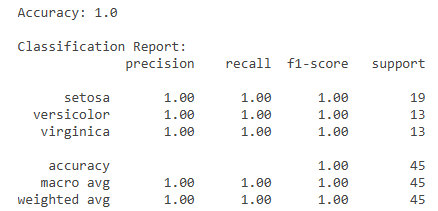 Accuracy: 1.0
Classification Report:
precision recall f1-score support
setosa 1.00 1.00 1.00 19
versicolor 1.00 1.00 1.00 13
virginica 1.00 1.00 1.00 13
accuracy 1.00 45
macro avg 1.00 1.00 1.00 45
weighted avg 1.00 1.00 1.00 45